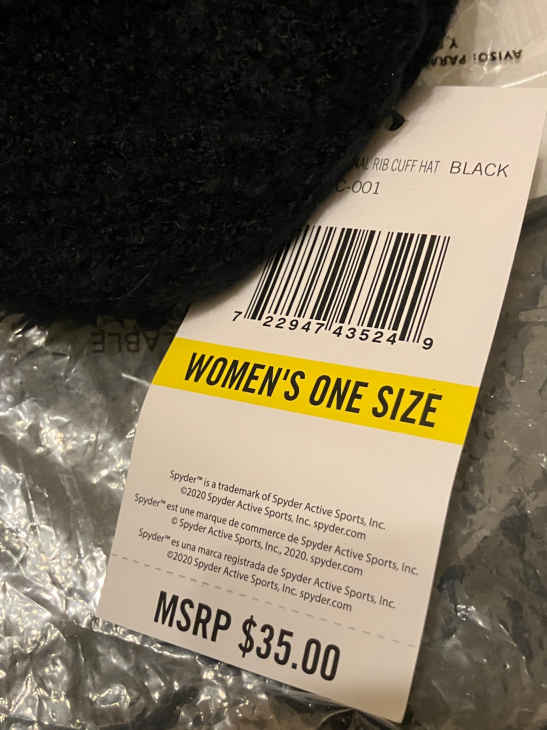 AVISO:
RIB CUFF HAT BLACK
C-001
7 22947 43524 9
WOMEN'S ONE SIZE
Spyder™ is a trademark of Spyder Active Sports, Inc.
©2020 Spyder Active Sports, Inc. spyder.com
Spyder™ est une marque de commerce de Spyder Active Sports, Inc.
© Spyder Active Sports, Inc., 2020. spyder.com
Spyder™ es una marca registrada de Spyder Active Sports, Inc.
©2020 Spyder Active Sports, Inc. spyder.com
MSRP $35.00